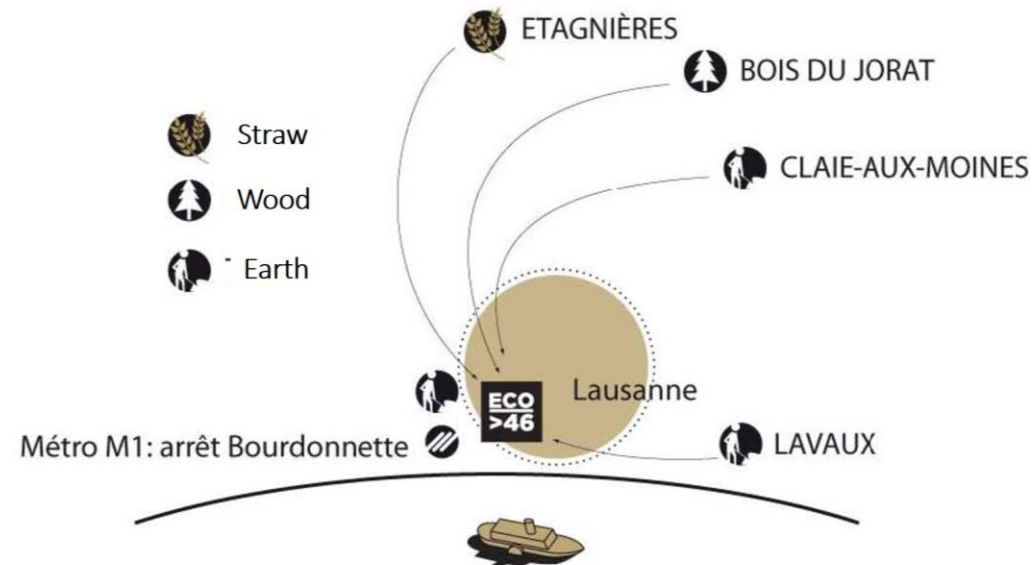 ETAGNIÈRES
BOIS DU JORAT
Straw
CLAIE-AUX-MOINES
Wood
Earth
Lausanne
ECO
>46
Métro M1: arrêt Bourdonnette
LAVAUX